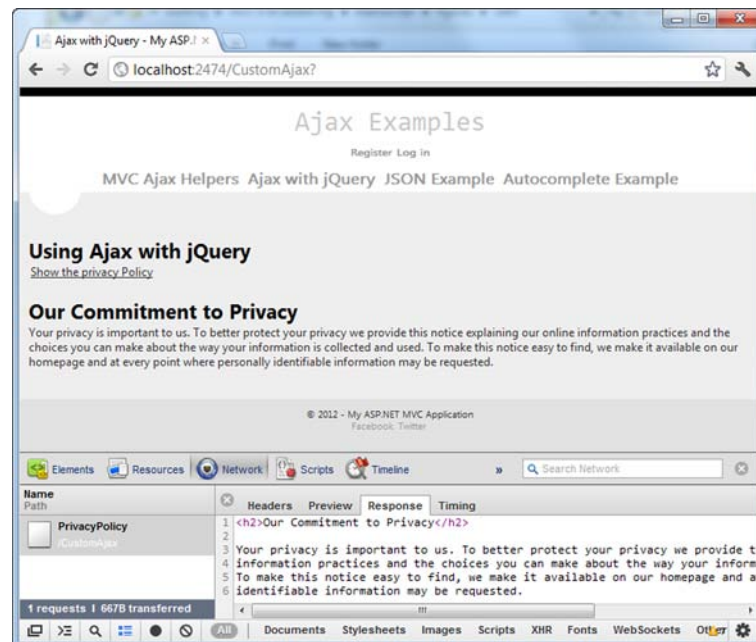 Ajax with jQuery - My ASP.!
localhost:2474/CustomAjax?
Ajax Examples
Register Log in
MVC Ajax Helpers Ajax with jQuery JSON Example Autocomplete Example
Using Ajax with jQuery
Show the privacy Policy
Our Commitment to Privacy
Your privacy is important to us. To better protect your privacy we provide this notice explaining our online information practices and the
choices you can make about the way your information is collected and used. To make this notice easy to find, we make it available on our
homepage and at every point where personally identifiable information may be requested.
© 2012 - My ASP.NET MVC Application
Facebook Twitter
Elements Resources Network Scripts Timeline » Search Network
Name
Path
Headers Preview Response Timing
PrivacyPolicy
/CustomAjax
1 <h2>Our Commitment to Privacy</h2>
2
3 Your privacy is important to us. To better protect your privacy we provide t
4 information practices and the choices you can make about the way your inform
5 To make this notice easy to find, we make it available on our homepage and a
6 identifiable information may be requested.
1 requests | 667B transferred
All Documents Stylesheets Images Scripts XHR Fonts WebSockets Other